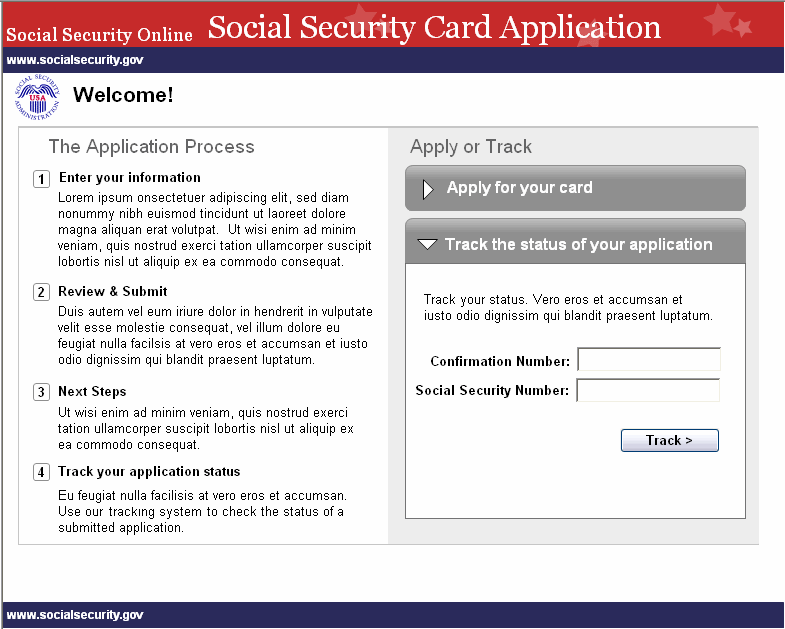 Social Security Online Social Security Card Application
www.socialsecurity.gov
SOCIAL SECURITY ADMINISTRATION
USA
Welcome!
The Application Process
1 Enter your information
Lorem ipsum onsectetuer adipiscing elit, sed diam
nonummy nibh euismod tincidunt ut laoreet dolore
magna aliquan erat volutpat. Ut wisi enim ad minim
veniam, quis nostrud exerci tation ullamcorper suscipit
lobortis nisl ut aliquip ex ea commodo consequat.
2 Review & Submit
Duis autem vel eum iriure dolor in hendrerit in vulputate
velit esse molestie consequat, vel illum dolore eu
feugiat nulla facilsis at vero eros et accumsan et iusto
odio dignissim qui blandit praesent luptatum.
3 Next Steps
Ut wisi enim ad minim veniam, quis nostrud exerci
tation ullamcorper suscipit lobortis nisl ut aliquip ex
ea commodo consequat.
4 Track your application status
Eu feugiat nulla facilisis at vero eros et accumsan.
Use our tracking system to check the status of a
submitted application.
Apply or Track
Apply for your card
Track the status of your application
Track your status. Vero eros et accumsan et
iusto odio dignissim qui blandit praesent luptatum.
Confirmation Number:
Social Security Number:
Track >
www.socialsecurity.gov